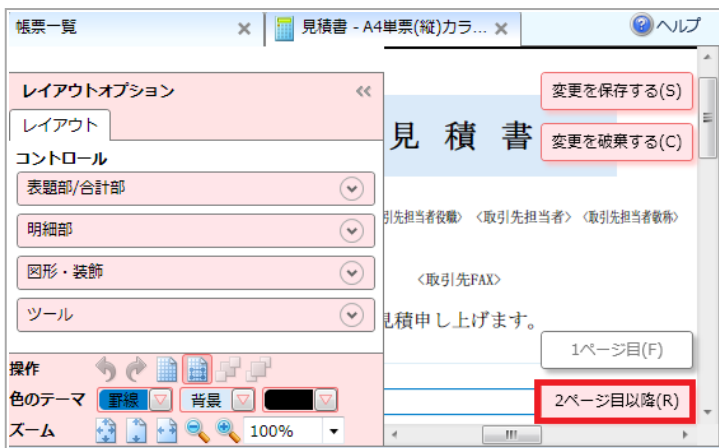 帳票一覧
見積書 - A4単票(縦)カラ...
ヘルプ
レイアウトオプション
変更を保存する(S)
レイアウト
見 積 書
変更を破棄する(C)
コントロール
表題部/合計部
引先担当者役職〉 〈取引先担当者〉 〈取引先担当者敬称〉
明細部
図形・装飾
〈取引先FAX〉
ツール
見積申し上げます。
1ページ目(F)
操作
色のテーマ 罫線 背景
2ページ目以降(R)
ズーム 100%